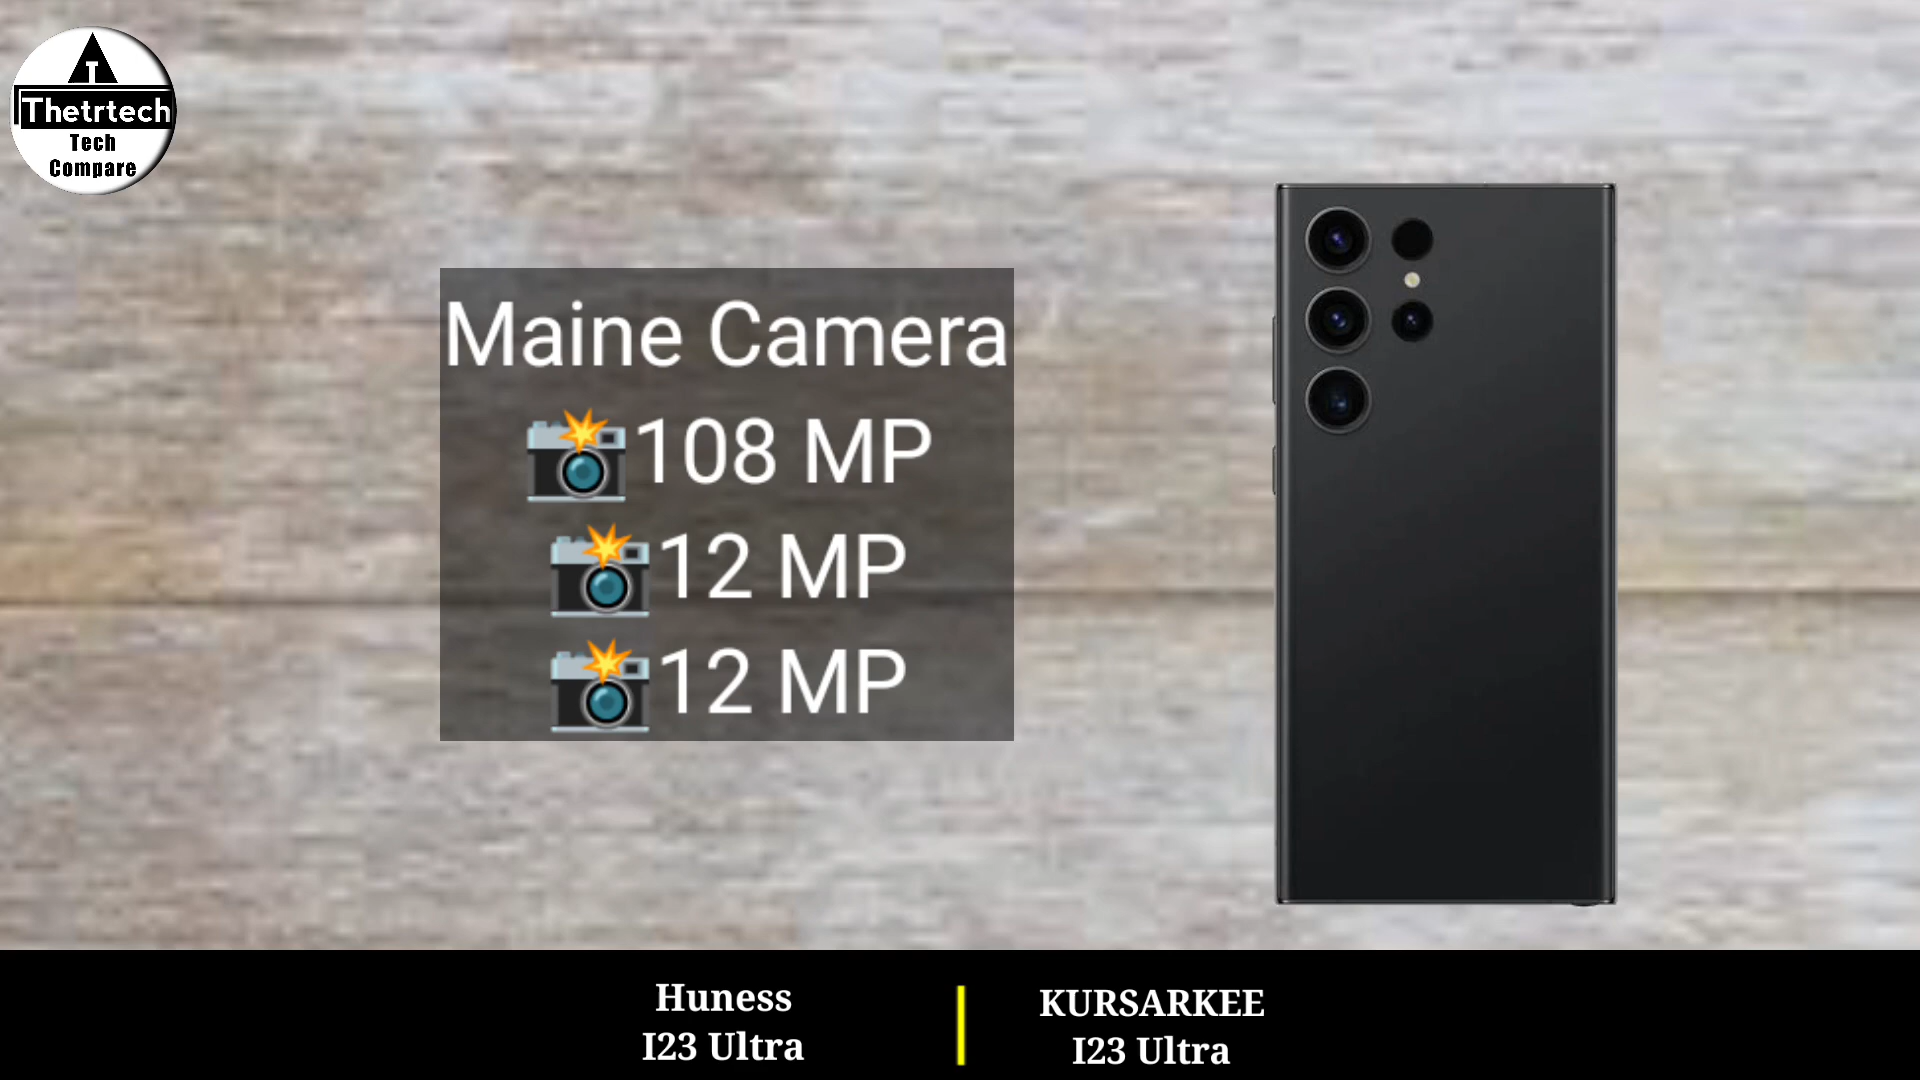 T
Thetrtech
Tech
Compare
Maine Camera
📸108 MP
📸12 MP
📸12 MP
Huness
I23 Ultra
KURSARKEE
I23 Ultra